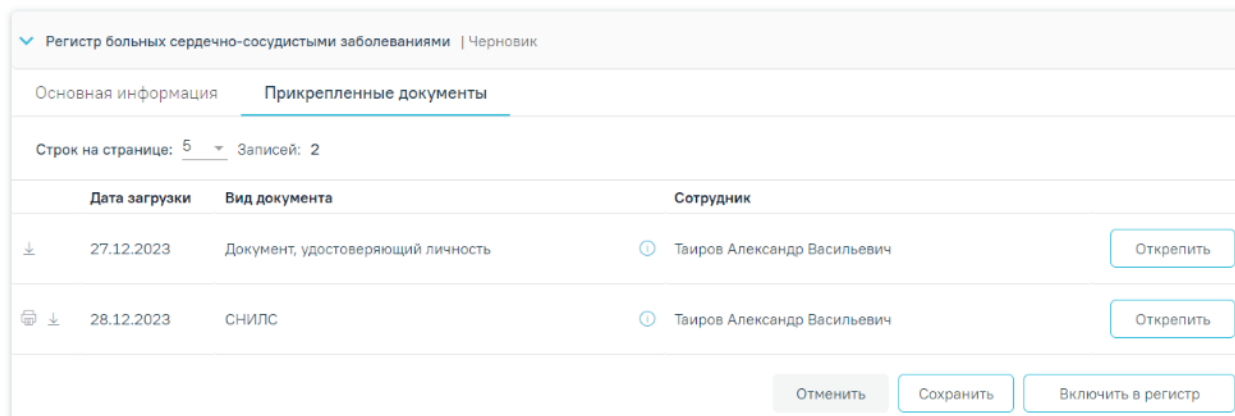 Регистр больных сердечно-сосудистыми заболеваниями | Черновик
Основная информация Прикрепленные документы
Строк на странице: 5 Записей: 2
Дата загрузки Вид документа Сотрудник
27.12.2023 Документ, удостоверяющий личность Таиров Александр Васильевич Открепить
28.12.2023 СНИЛС Таиров Александр Васильевич Открепить
Отменить Сохранить Включить в регистр